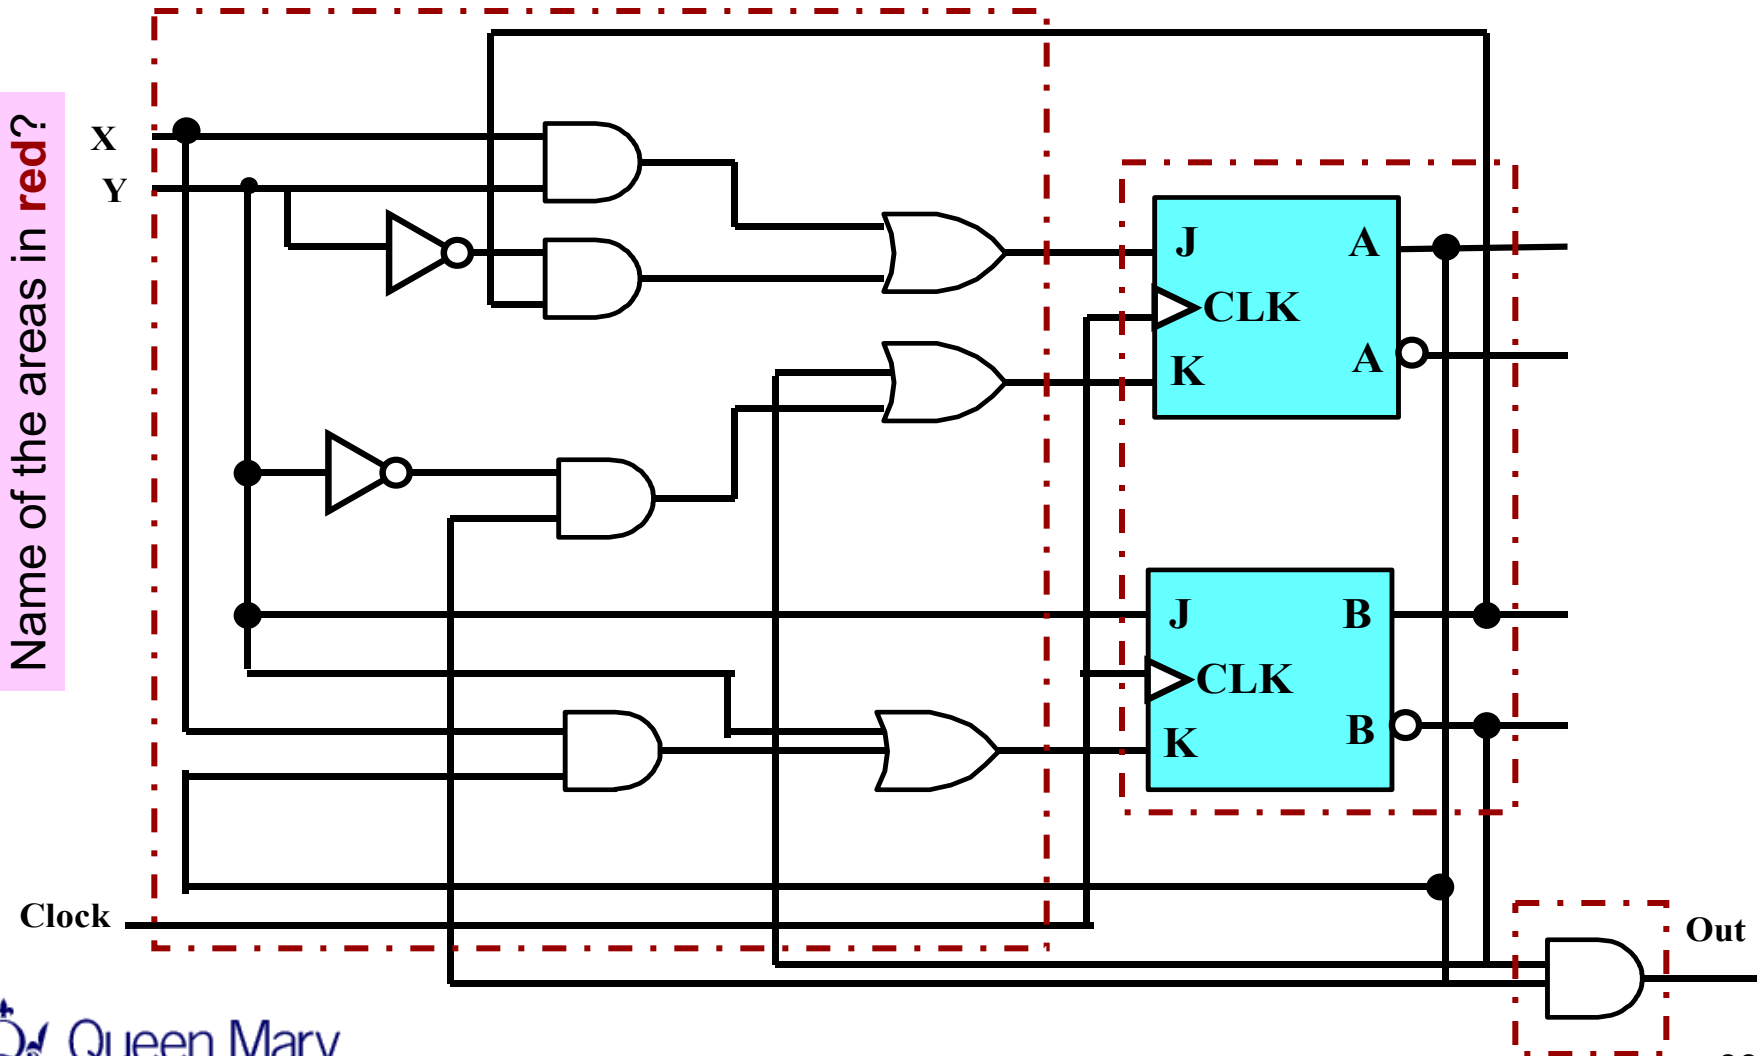 Name of the areas in red?
X
Y
J
A
CLK
A
K
J
B
CLK
B
K
Clock
Out
Queen Mary